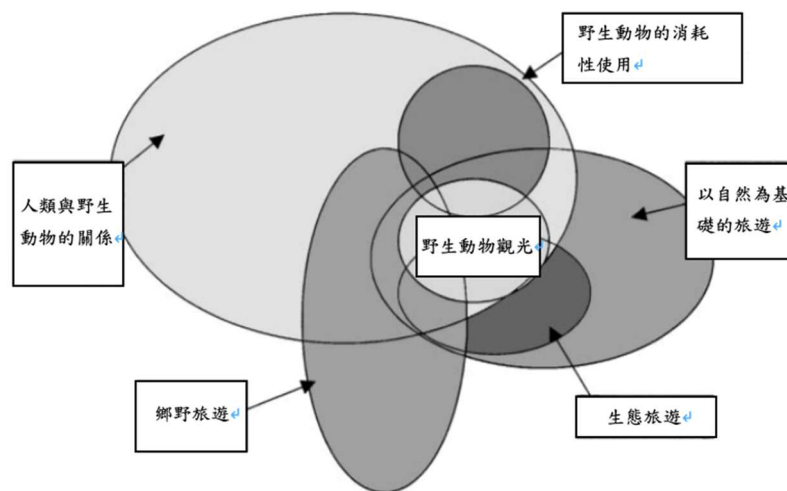 野生動物的消耗
性使用
人類與野生
動物的關係
以自然為基
礎的旅遊
野生動物觀光
鄉野旅遊
生態旅遊